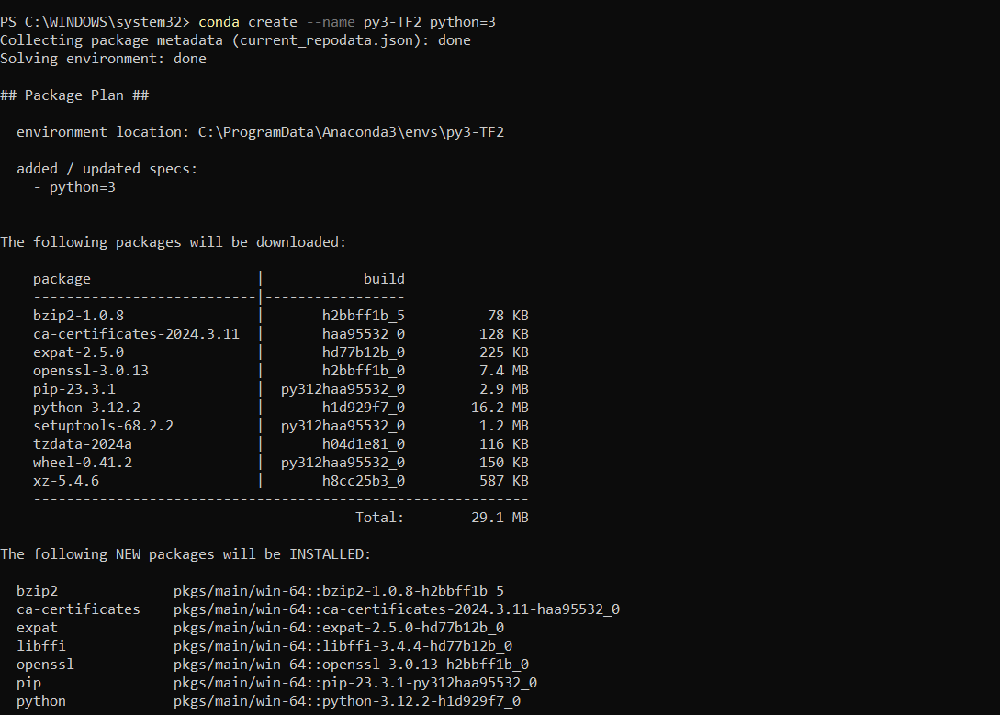 PS C:\WINDOWS\system32> conda create --name py3-TF2 python=3
Collecting package metadata (current_repodata.json): done
Solving environment: done
## Package Plan ##
environment location: C:\ProgramData\Anaconda3\envs\py3-TF2
added / updated specs:
- python=3
The following packages will be downloaded:
package | build
---------------------------|-----------------
bzip2-1.0.8 | h2bbff1b_5 78 KB
ca-certificates-2024.3.11 | haa95532_0 128 KB
expat-2.5.0 | hd77b12b_0 225 KB
openssl-3.0.13 | h2bbff1b_0 7.4 MB
pip-23.3.1 | py312haa95532_0 2.9 MB
python-3.12.2 | h1d929f7_0 16.2 MB
setuptools-68.2.2 | py312haa95532_0 1.2 MB
tzdata-2024a | h04d1e81_0 116 KB
wheel-0.41.2 | py312haa95532_0 150 KB
xz-5.4.6 | h8cc25b3_0 587 KB
------------------------------------------------------------
Total: 29.1 MB
The following NEW packages will be INSTALLED:
bzip2 pkgs/main/win-64::bzip2-1.0.8-h2bbff1b_5
ca-certificates pkgs/main/win-64::ca-certificates-2024.3.11-haa95532_0
expat pkgs/main/win-64::expat-2.5.0-hd77b12b_0
libffi pkgs/main/win-64::libffi-3.4.4-hd77b12b_0
openssl pkgs/main/win-64::openssl-3.0.13-h2bbff1b_0
pip pkgs/main/win-64::pip-23.3.1-py312haa95532_0
python pkgs/main/win-64::python-3.12.2-h1d929f7_0